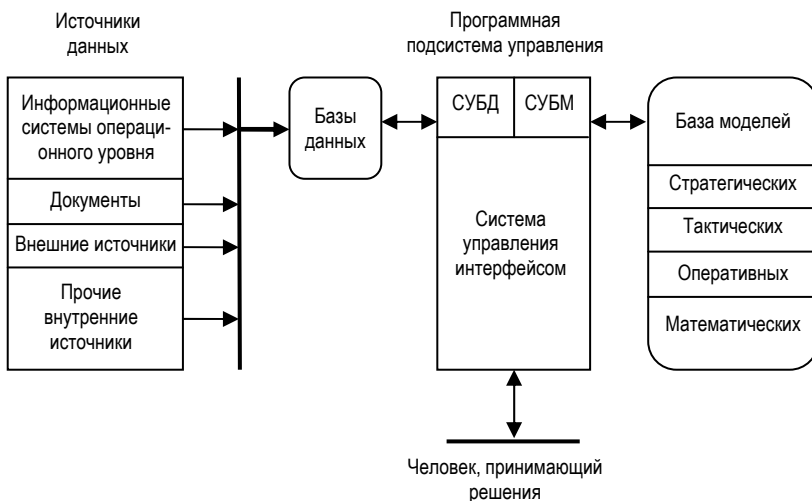 Источники
данных
Информационные
системы операци-
онного уровня
Документы
Внешние источники
Прочие
внутренние
источники
Базы
данных
Программная
подсистема управления
СУБД
СУБМ
Система
управления
интерфейсом
База моделей
Стратегических
Тактических
Оперативных
Математических
Человек, принимающий
решения